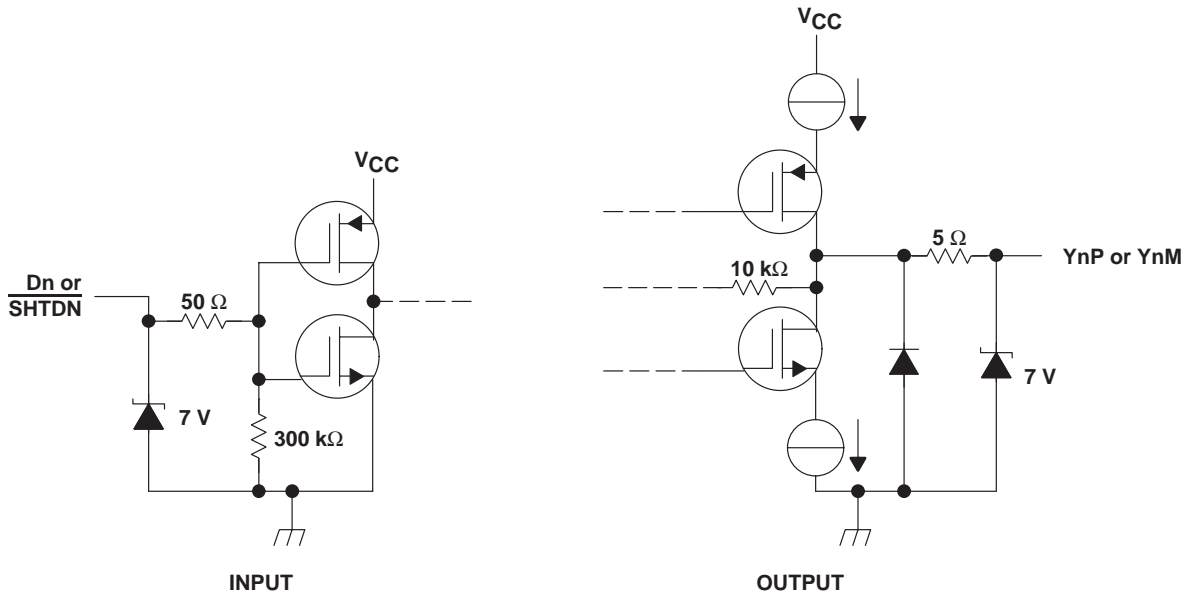 VCC
Dn or
SHTDN
50 Ω
7 V
300 kΩ
INPUT
VCC
5 Ω
YnP or YnM
10 kΩ
7 V
OUTPUT